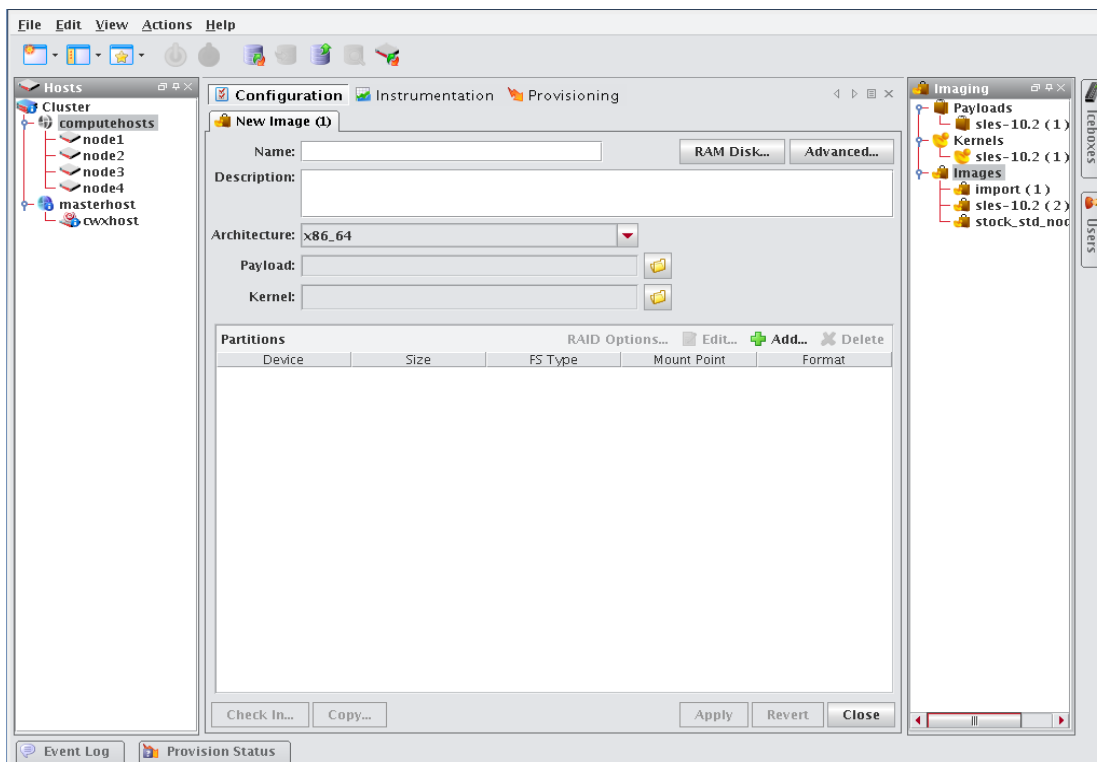 File Edit View Actions Help
Hosts
Cluster
computehosts
node1
node2
node3
node4
masterhost
cwxhost
Configuration Instrumentation Provisioning
New Image (1)
Name: RAM Disk... Advanced...
Description:
Architecture: x86_64
Payload:
Kernel:
Partitions RAID Options... Edit... Add... Delete
Device Size FS Type Mount Point Format
Check In... Copy... Apply Revert Close
Imaging
Payloads
sles-10.2 (1)
Kernels
sles-10.2 (1)
Images
import (1)
sles-10.2 (2)
stock_std_noc
Iceboxes
Users
Event Log Provision Status